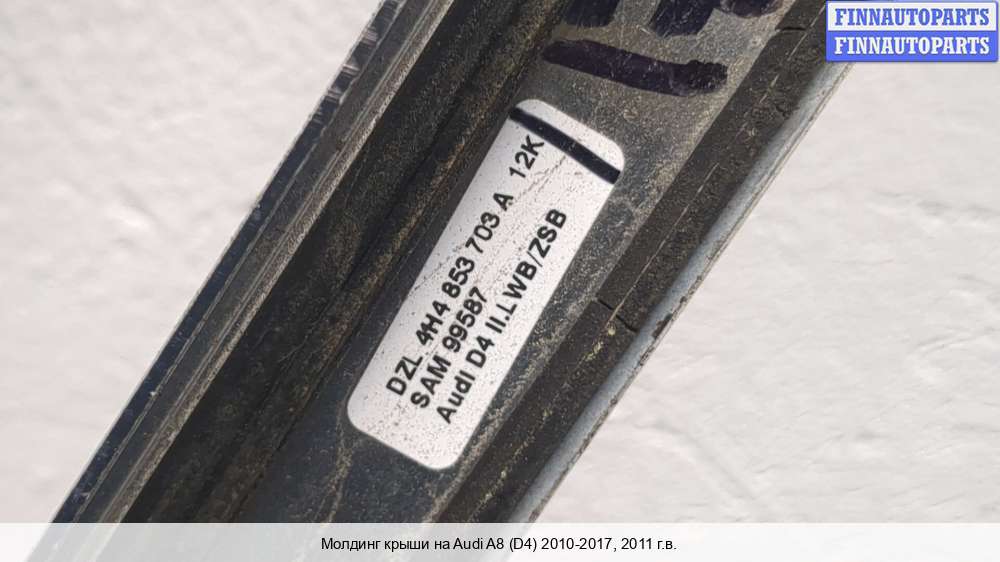 FINNAUTOPARTS
FINNAUTOPARTS
DZL 4H4 853 703 A 12K
SAM 99587
Audi D4 II.LWB/ZSB
Молдинг крыши на Audi A8 (D4) 2010-2017, 2011 г.в.